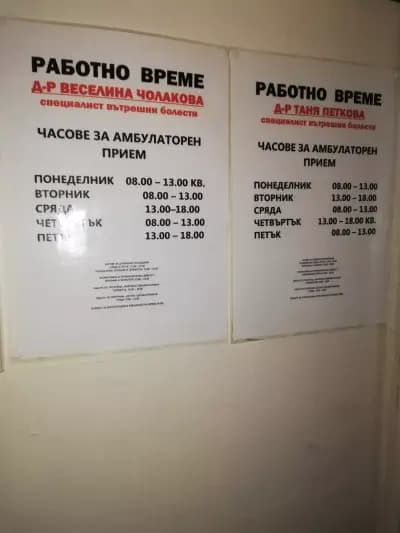 РАБОТНО ВРЕМЕ
Д-Р ВЕСЕЛИНА ЧОЛАКОВА
специалист вътрешни болести
ЧАСОВЕ ЗА АМБУЛАТОРЕН
ПРИЕМ
ПОНЕДЕЛНИК 08.00 – 13.00 КВ.
ВТОРНИК 08.00 – 13.00
СРЯДА 13.00–18.00
ЧЕТВЪРТЪК 08.00 – 13.00
ПЕТЪК 13.00 – 18.00
РАБОТНО ВРЕМЕ
Д-Р ТАНЯ ПЕТКОВА
специалист вътрешни болести
ЧАСОВЕ ЗА АМБУЛАТОРЕН
ПРИЕМ
ПОНЕДЕЛНИК 08.00 – 13.00
ВТОРНИК 13.00 – 18.00
СРЯДА 08.00 – 13.00
ЧЕТВЪРТЪК 13.00 – 18.00 КВ.
ПЕТЪК 08.00 – 13.00